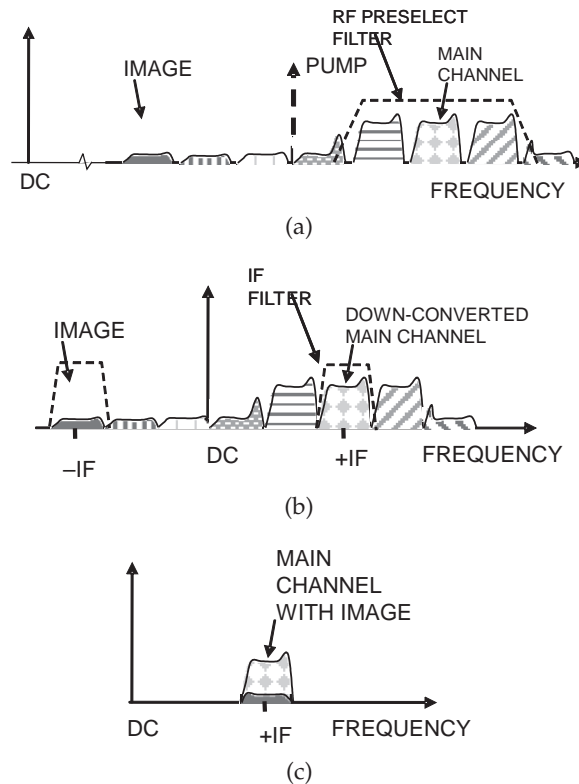 RF PRESELECT
FILTER
IMAGE
PUMP
MAIN
CHANNEL
DC
FREQUENCY
(a)
IF
FILTER
IMAGE
DOWN-CONVERTED
MAIN CHANNEL
DC
FREQUENCY
–IF
+IF
(b)
MAIN
CHANNEL
WITH IMAGE
DC
+IF
FREQUENCY
(c)